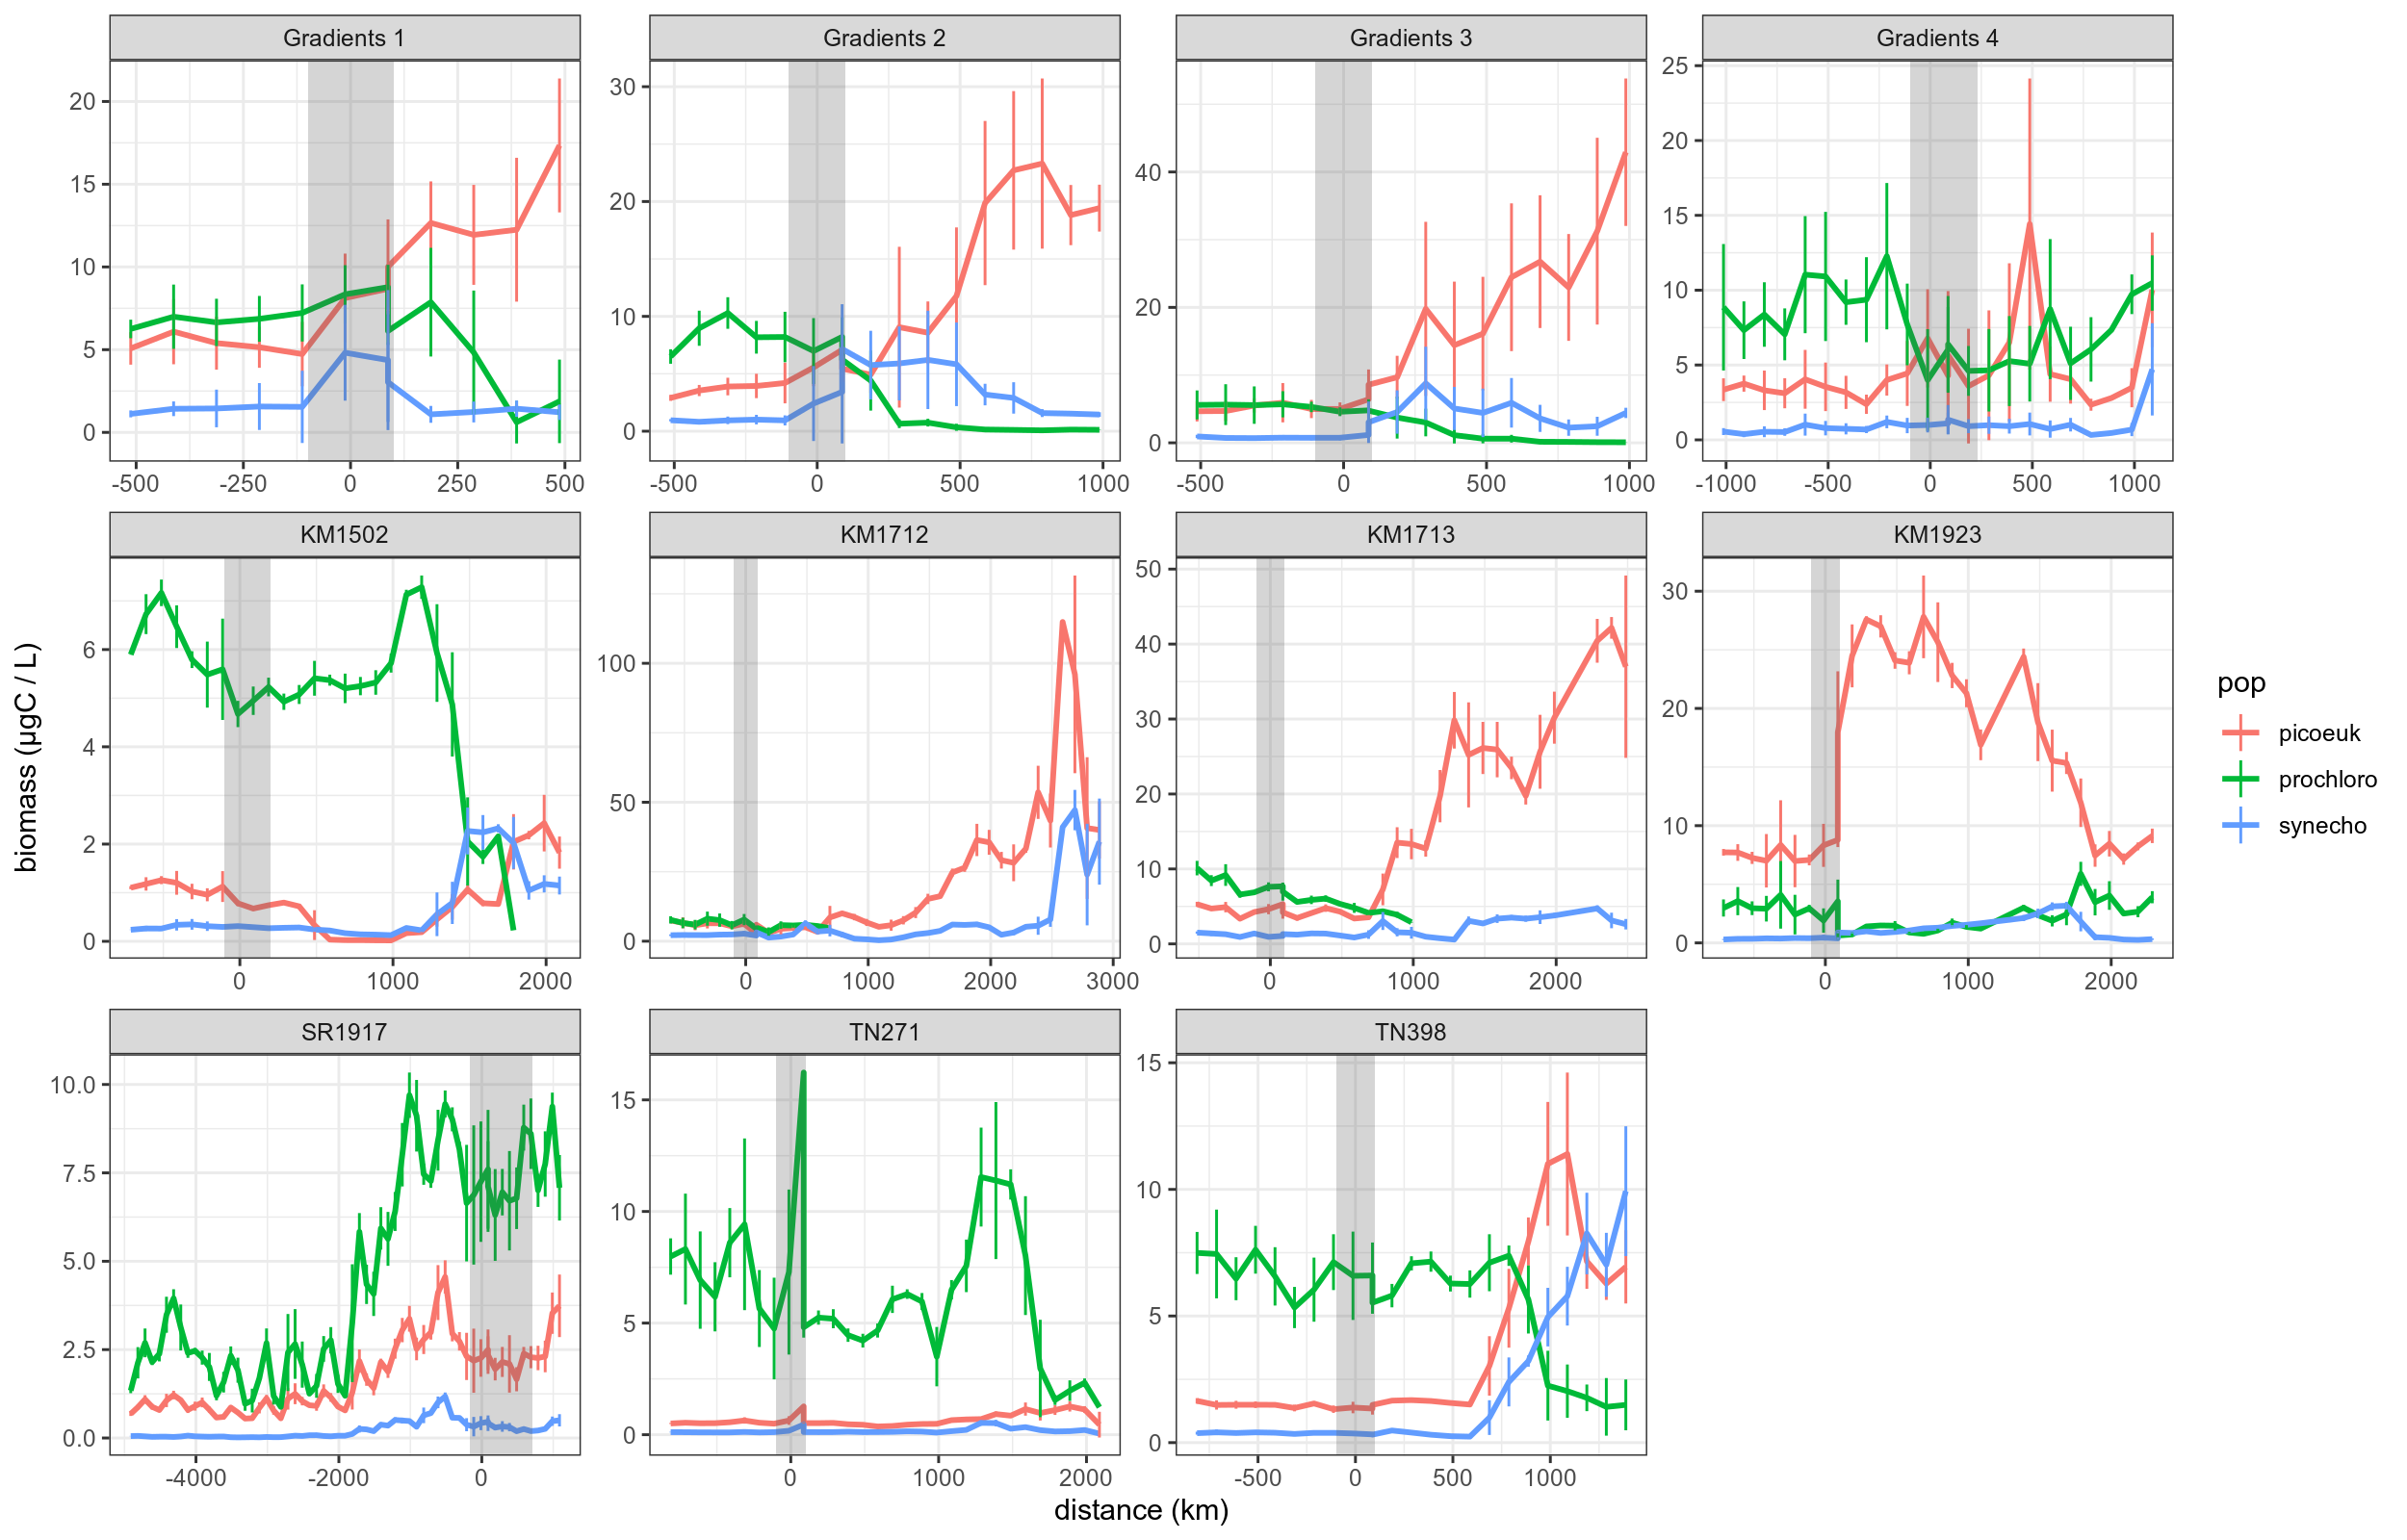 Gradients 1 Gradients 2 Gradients 3 Gradients 4
20 15 10 5 0
30 20 10 0
40 20 0
25 20 15 10 5 0
-500 -250 0 250 500
-500 0 500 1000
-500 0 500 1000
-1000 -500 0 500 1000
KM1502 KM1712 KM1713 KM1923
6 4 2 0
100 50 0
50 40 30 20 10 0
30 20 10 0
0 1000 2000
0 1000 2000 3000
0 1000 2000
0 1000 2000
SR1917 TN271 TN398
10.0 7.5 5.0 2.5 0.0
15 10 5 0
15 10 5 0
-4000 -2000 0
0 1000 2000
-500 0 500 1000
biomass (µgC / L)
distance (km)
pop
picoeuk
prochloro
synecho